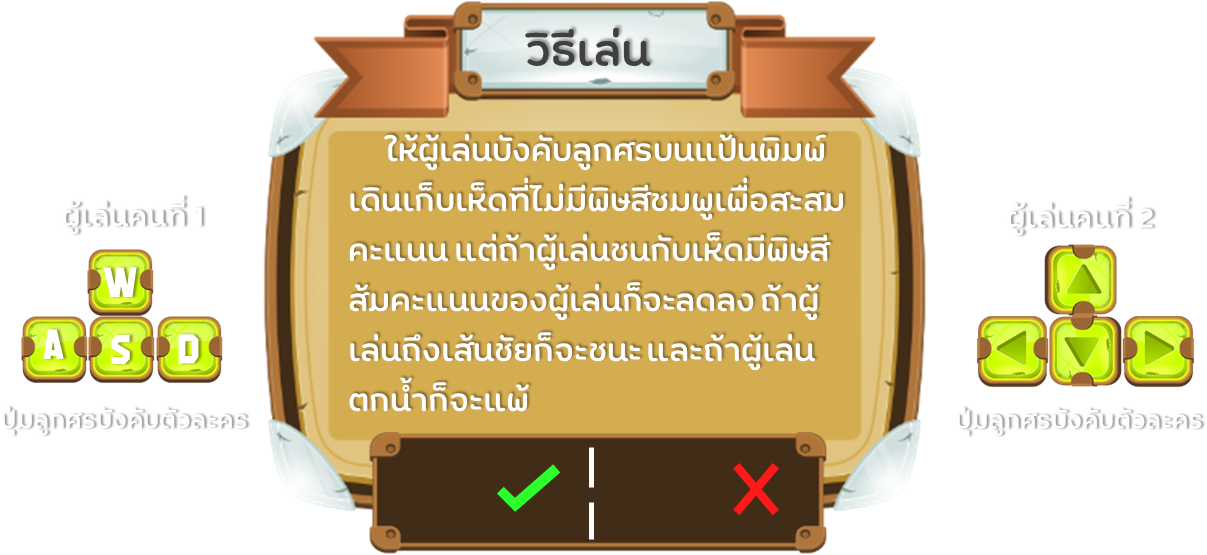 วิธีเล่น
ให้ผู้เล่นบังคับลูกศรบนแป้นพิมพ์
เดินเก็บเห็ดที่ไม่มีพิษสีชมพูเพื่อสะสม
คะแนน แต่ถ้าผู้เล่นชนกับเห็ดมีพิษสี
ส้มคะแนนของผู้เล่นก็จะลดลง ถ้าผู้
เล่นถึงเส้นชัยก็จะชนะ และถ้าผู้เล่น
ตกน้ำก็จะแพ้
ผู้เล่นคนที่ 1
W
A S D
ปุ่มลูกศรบังคับตัวละคร
ผู้เล่นคนที่ 2
ปุ่มลูกศรบังคับตัวละคร